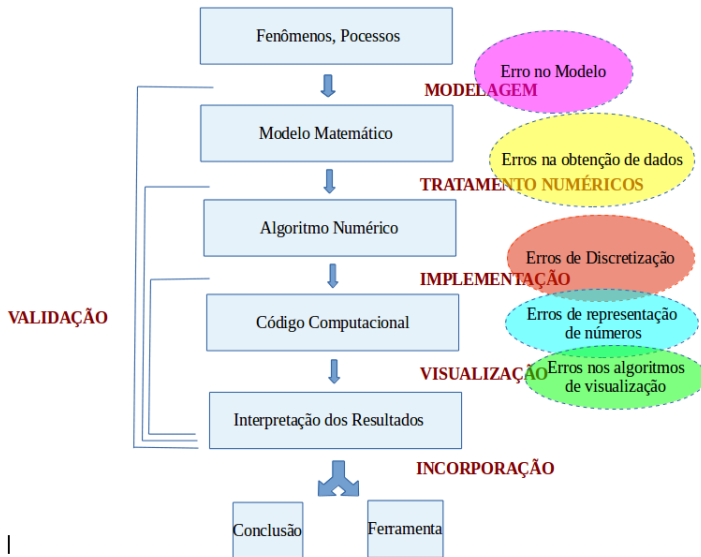 Fenômenos, Pocessos
Erro no Modelo
MODELAGEM
Modelo Matemático
Erros na obtenção de dados
TRATAMENTO NUMÉRICOS
Algoritmo Numérico
Erros de Discretização
IMPLEMENTAÇÃO
VALIDAÇÃO
Código Computacional
Erros de representação
de números
VISUALIZAÇÃO
Erros nos algoritmos
de visualização
Interpretação dos Resultados
INCORPORAÇÃO
Conclusão
Ferramenta